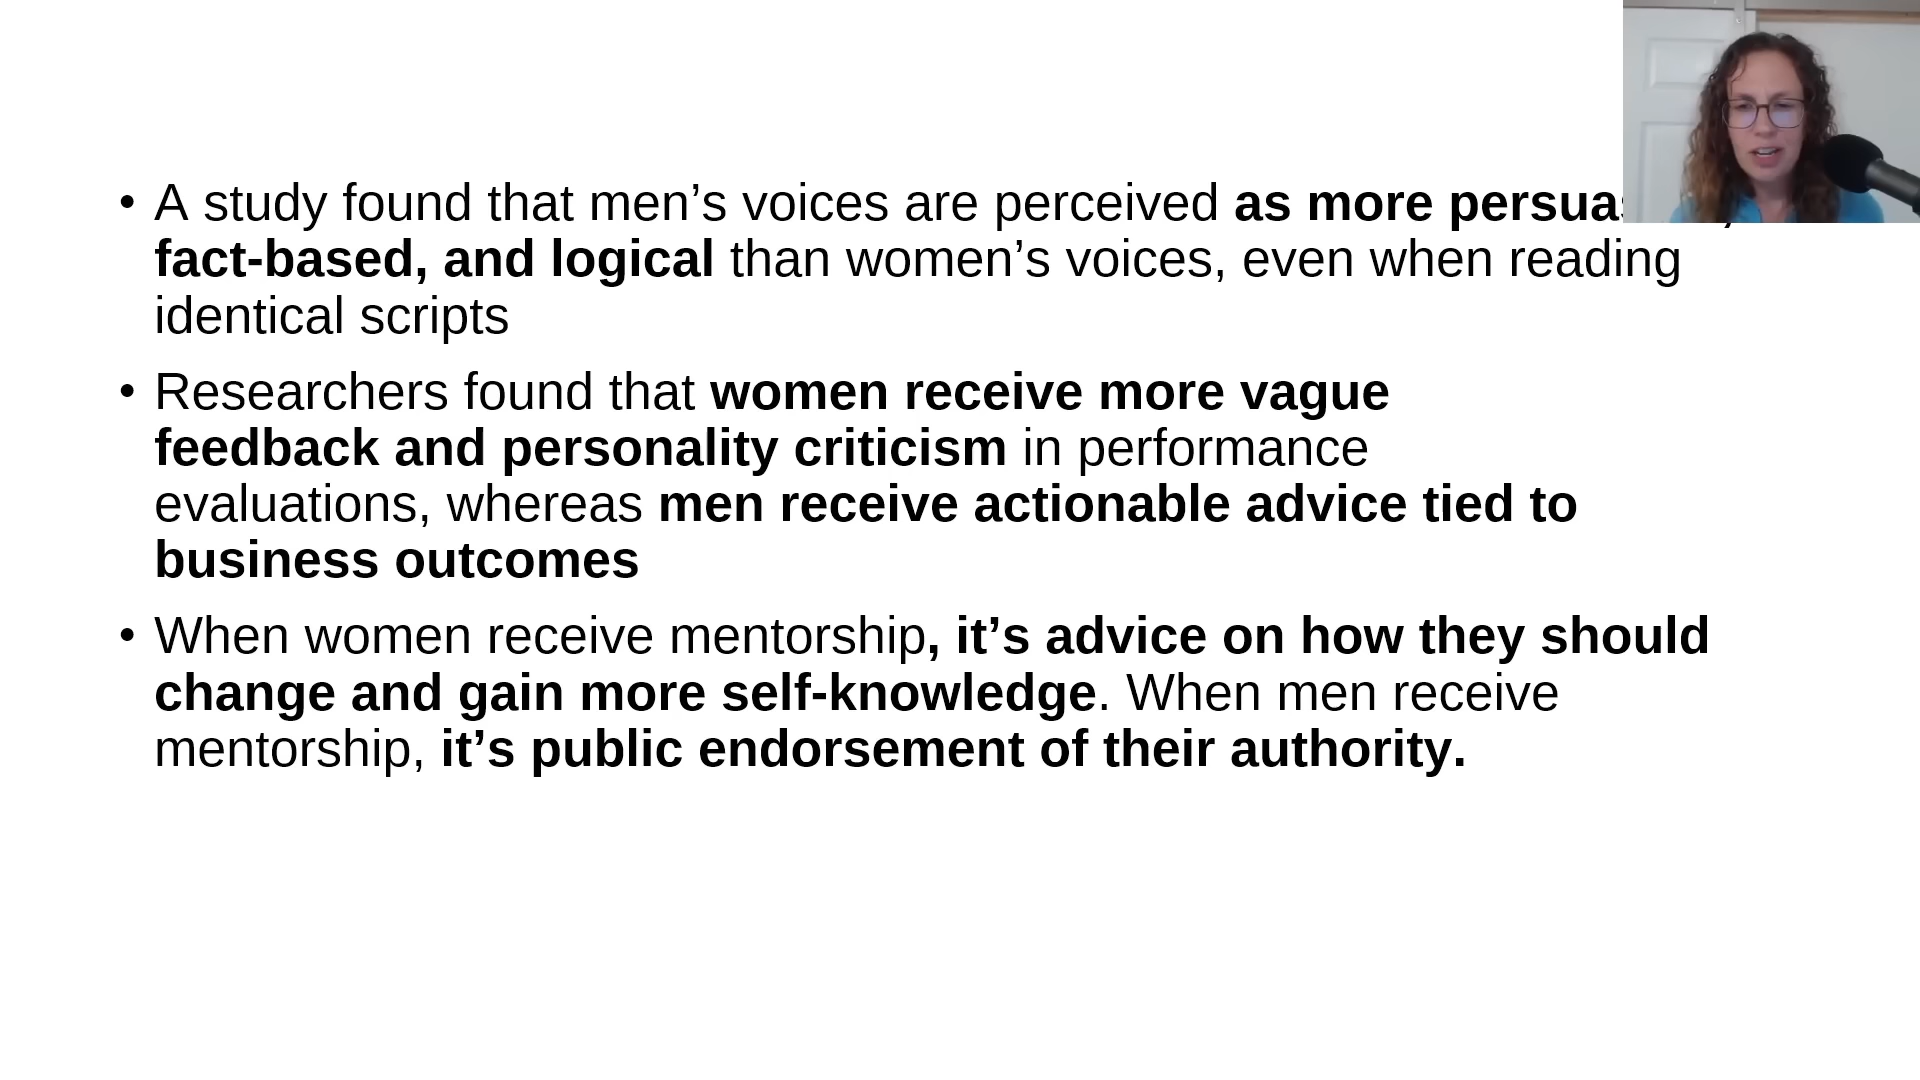 • A study found that men’s voices are perceived as more
fact-based, and logical than women’s voices, even when reading
identical scripts
• Researchers found that women receive more vague
feedback and personality criticism in performance
evaluations, whereas men receive actionable advice tied to
business outcomes
• When women receive mentorship, it’s advice on how they should
change and gain more self-knowledge. When men receive
mentorship, it’s public endorsement of their authority.